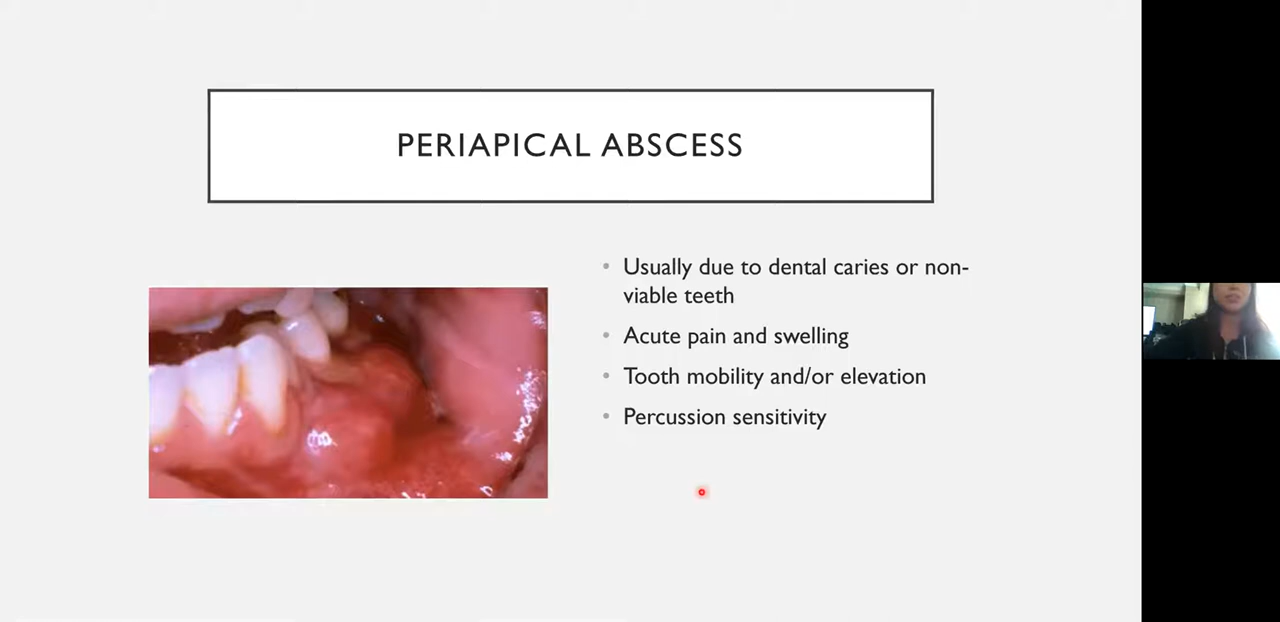 PERIAPICAL ABSCESS
• Usually due to dental caries or non-
viable teeth
• Acute pain and swelling
• Tooth mobility and/or elevation
• Percussion sensitivity